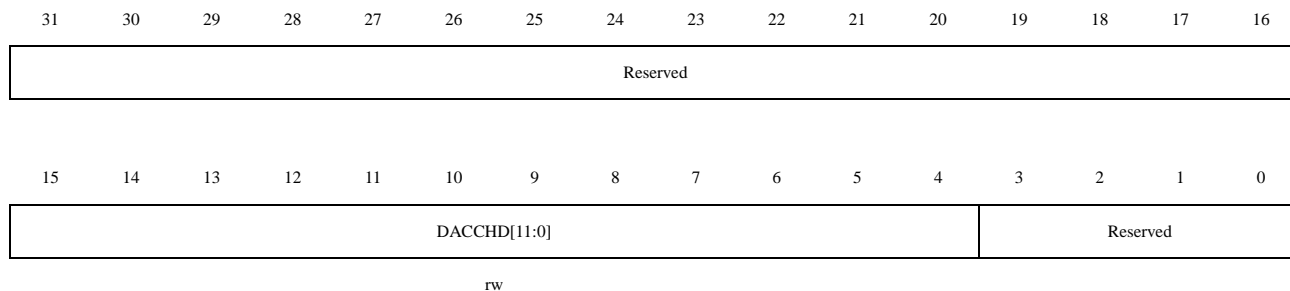 31 30 29 28 27 26 25 24 23 22 21 20 19 18 17 16
Reserved
15 14 13 12 11 10 9 8 7 6 5 4 3 2 1 0
DACCHD[11:0] Reserved
rw